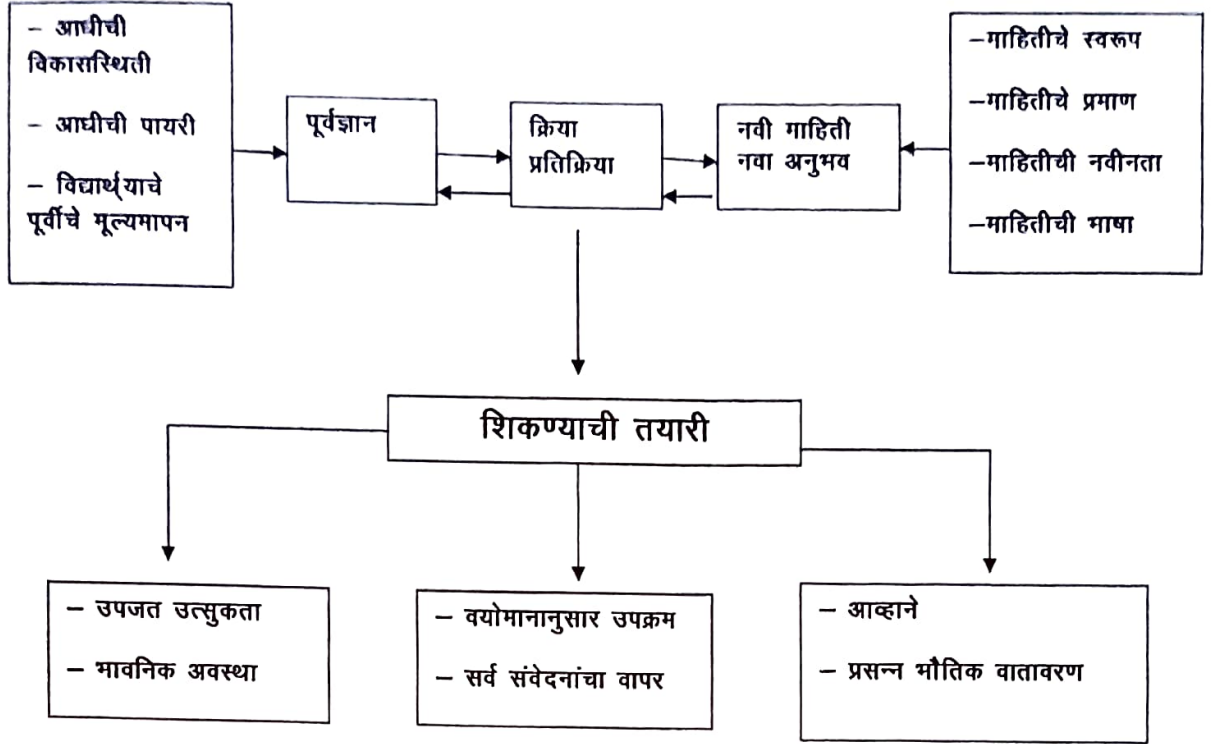 – आधीची
विकासस्थिती
– आधीची पायरी
– विद्यार्थ्याचे
पूर्वीचे मूल्यमापन
पूर्वज्ञान
क्रिया
प्रतिक्रिया
नवी माहिती
नवा अनुभव
–माहितीचे स्वरूप
–माहितीचे प्रमाण
–माहितीची नवीनता
–माहितीची भाषा
शिकण्याची तयारी
– उपजत उत्सुकता
– भावनिक अवस्था
– वयोमानानुसार उपक्रम
– सर्व संवेदनांचा वापर
– आव्हाने
– प्रसन्न भौतिक वातावरण